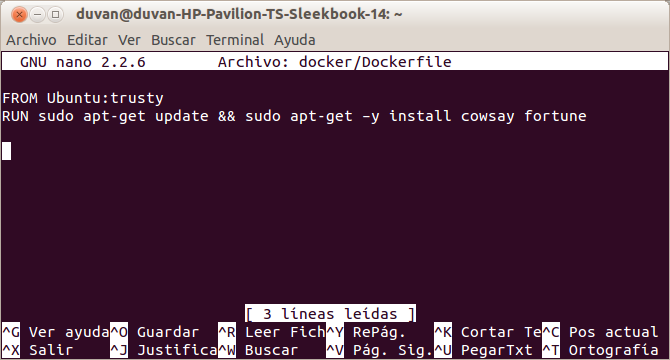 duvan@duvan-HP-Pavilion-TS-Sleekbook-14: ~
Archivo Editar Ver Buscar Terminal Ayuda
GNU nano 2.2.6 Archivo: docker/Dockerfile
FROM Ubuntu:trusty
RUN sudo apt-get update && sudo apt-get -y install cowsay fortune
[ 3 líneas leídas ]
^G Ver ayuda^O Guardar ^R Leer Fich^Y RePág. ^K Cortar Te^C Pos actual
^X Salir ^J Justifica^W Buscar ^V Pág. Sig.^U PegarTxt ^T Ortografía